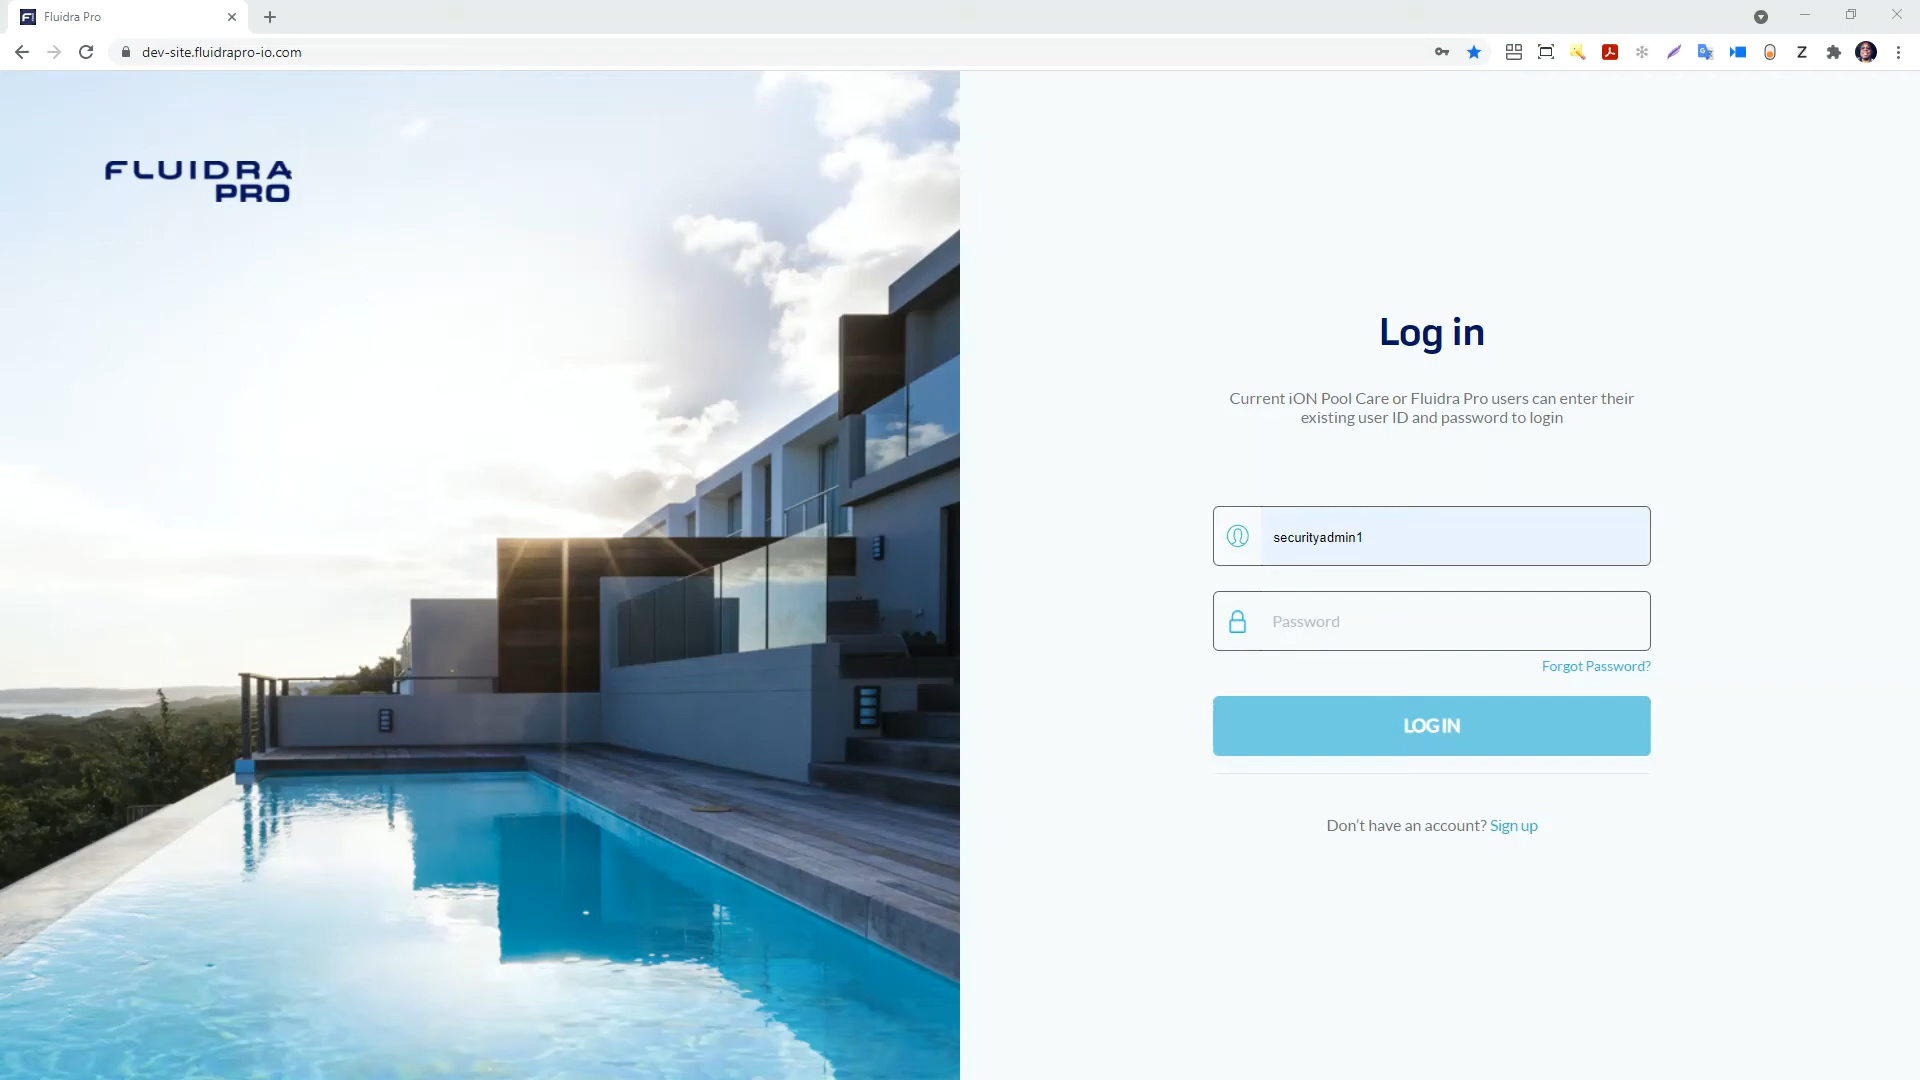 Fluidra Pro
dev-site.fluidrapro-io.com
FLUIDRA
PRO
Log in
Current iON Pool Care or Fluidra Pro users can enter their
existing user ID and password to login
securityadmin1
Password
Forgot Password?
LOG IN
Don't have an account? Sign up